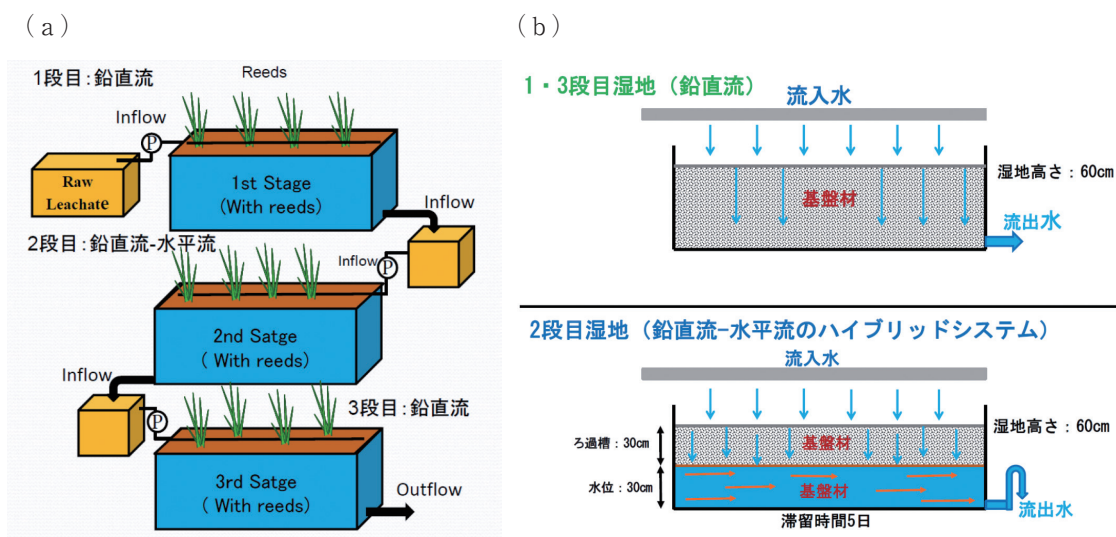 (a)
1段目:鉛直流
Reeds
Inflow
P
Raw
Leachate
1st Stage
(With reeds)
Inflow
2段目:鉛直流-水平流
Inflow
P
2nd Satge
( With reeds)
Inflow
P
3段目:鉛直流
3rd Satge
( With reeds)
Outflow
(b)
1・3段目湿地(鉛直流)
流入水
湿地高さ:60cm
基盤材
流出水
2段目湿地(鉛直流-水平流のハイブリッドシステム)
流入水
湿地高さ:60cm
ろ過槽:30cm
基盤材
水位:30cm
基盤材
流出水
滞留時間5日